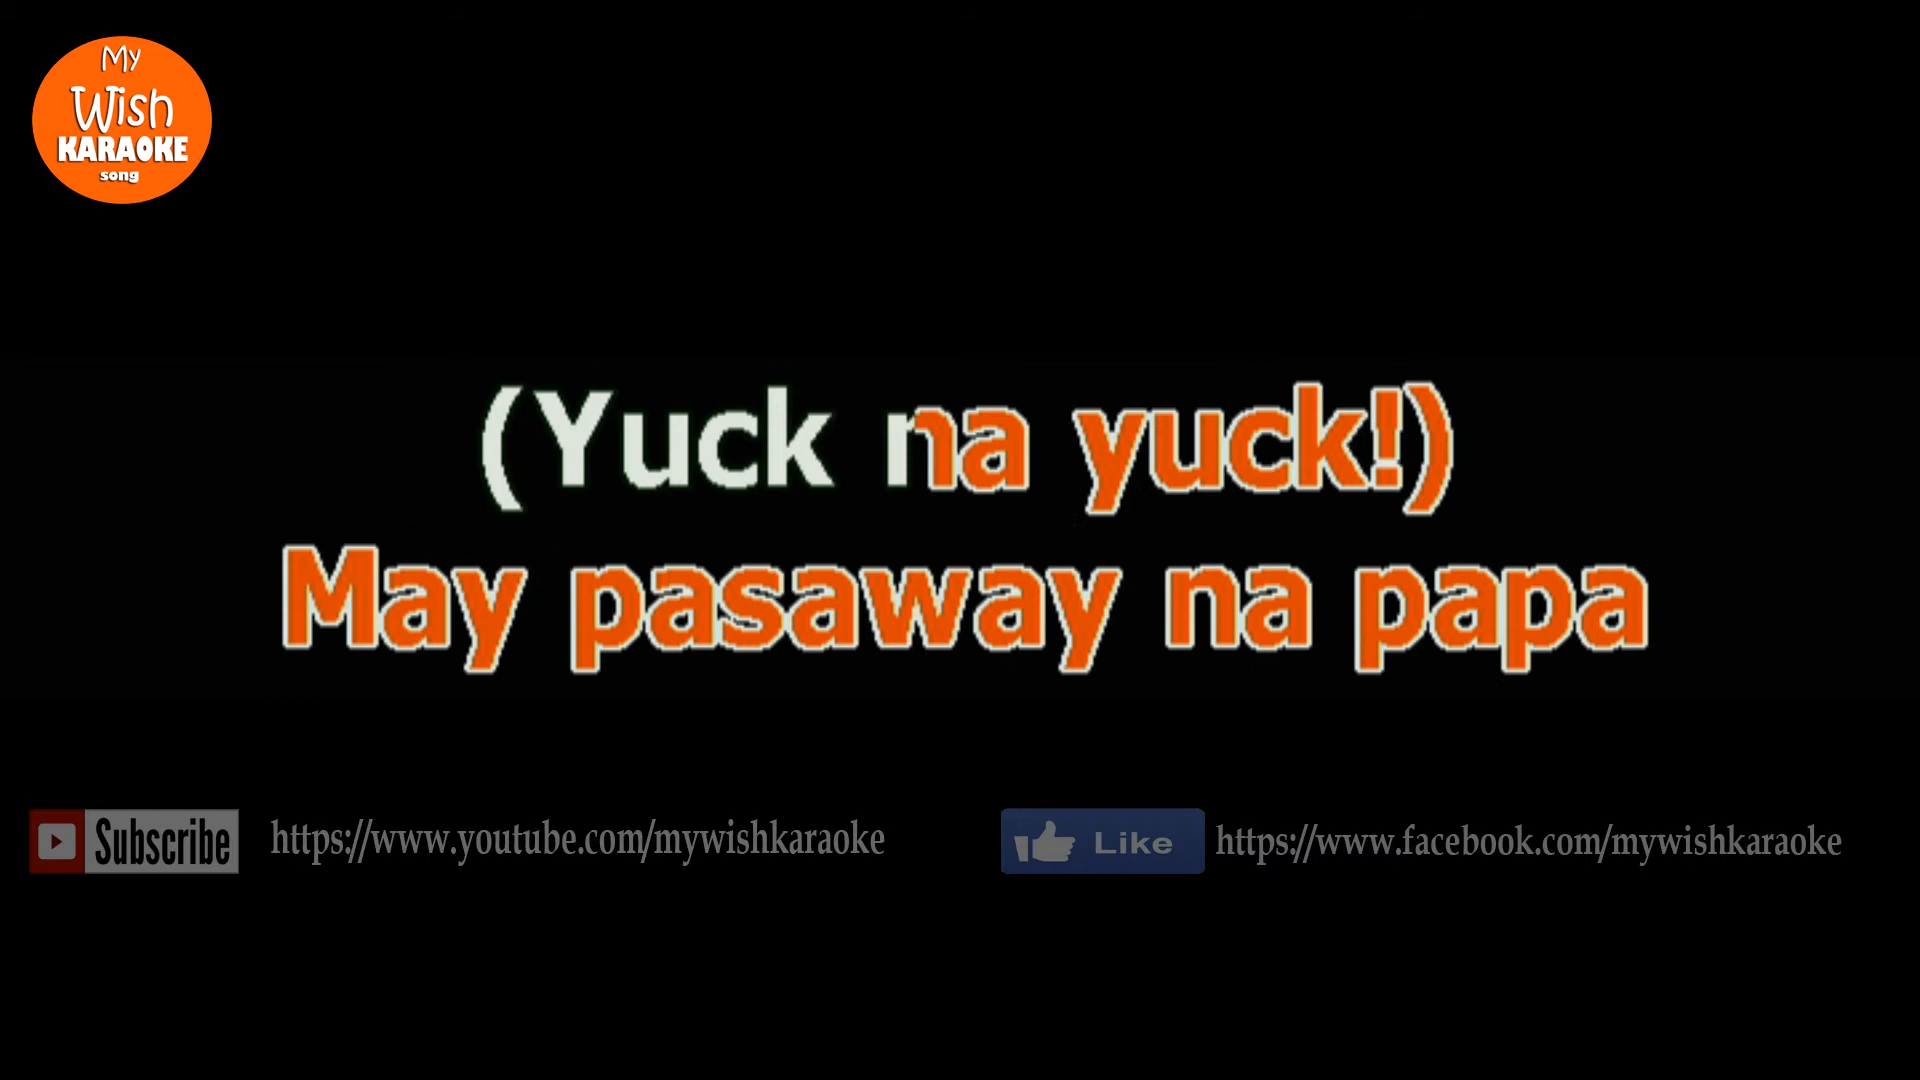 My
Wish
KARAOKE
song
(Yuck na yuck!)
May pasaway na papa
Subscribe https://www.youtube.com/mywishkaraoke Like https://www.facebook.com/mywishkaraoke